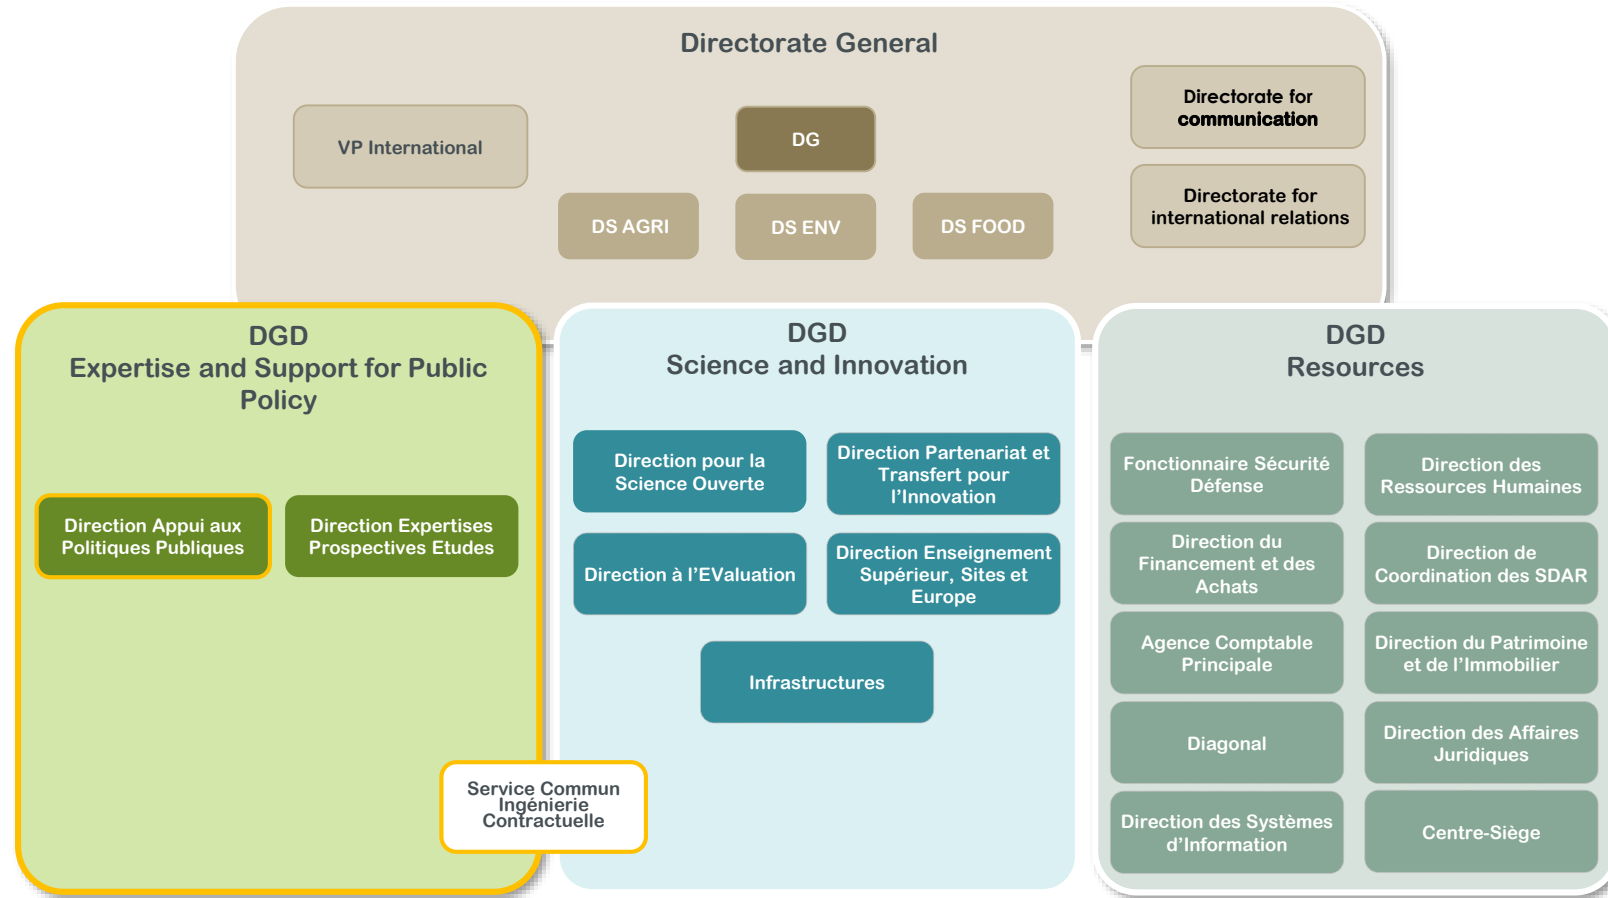 Directorate General
VP International
DG
DS AGRI
DS ENV
DS FOOD
Directorate for
communication
Directorate for
international relations
DGD
Expertise and Support for Public
Policy
Direction Appui aux
Politiques Publiques
Direction Expertises
Prospectives Etudes
DGD
Science and Innovation
Direction pour la
Science Ouverte
Direction Partenariat et
Transfert pour
l’Innovation
Direction à l’EValuation
Direction Enseignement
Supérieur, Sites et
Europe
Infrastructures
Service Commun
Ingénierie
Contractuelle
DGD
Resources
Fonctionnaire Sécurité
Défense
Direction des
Ressources Humaines
Direction du
Financement et des
Achats
Direction de
Coordination des SDAR
Agence Comptable
Principale
Direction du Patrimoine
et de l’Immobilier
Diagonal
Direction des Affaires
Juridiques
Direction des Systèmes
d’Information
Centre-Siège